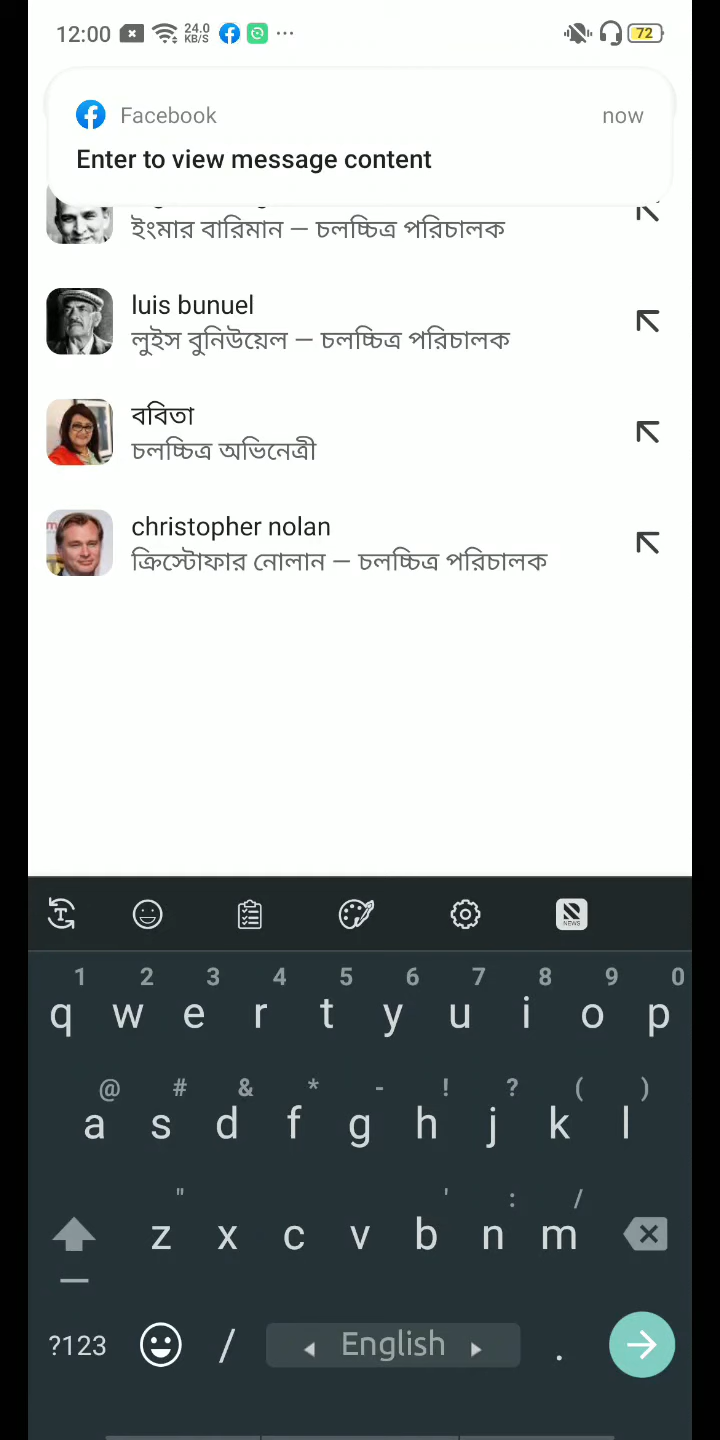 12:00 24.0 KB/S ... 72
Facebook now
Enter to view message content
ইংমার বারিমান — চলচ্চিত্র পরিচালক
luis bunuel
লুইস বুনিউয়েল — চলচ্চিত্র পরিচালক
ববিতা
চলচ্চিত্র অভিনেত্রী
christopher nolan
ক্রিস্টোফার নোলান — চলচ্চিত্র পরিচালক
T NEWS
1 2 3 4 5 6 7 8 9 0
q w e r t y u i o p
@ # & * - ! ? ( )
a s d f g h j k l
" ' : /
z x c v b n m
?123 / English .